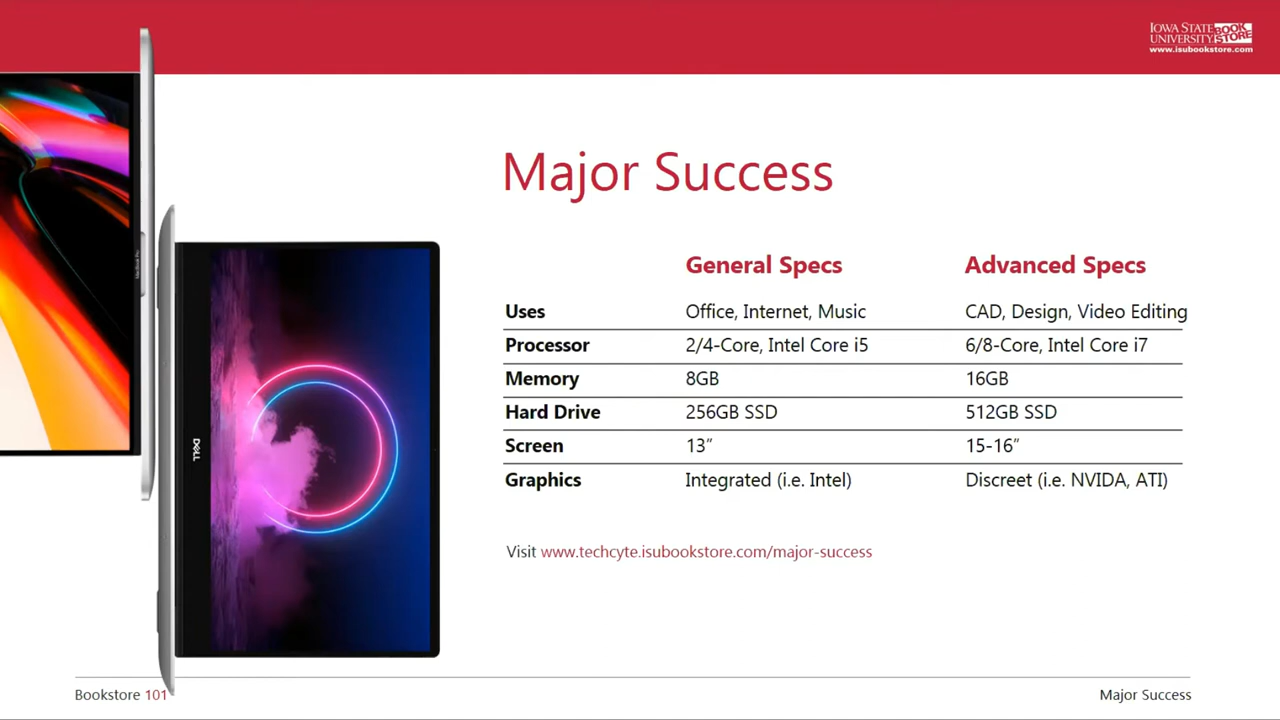 IOWA STATE
UNIVERSITY
BOOK
STORE
www.isubookstore.com
Major Success
General Specs Advanced Specs
Uses Office, Internet, Music CAD, Design, Video Editing
Processor 2/4-Core, Intel Core i5 6/8-Core, Intel Core i7
Memory 8GB 16GB
Hard Drive 256GB SSD 512GB SSD
Screen 13” 15-16”
Graphics Integrated (i.e. Intel) Discreet (i.e. NVIDA, ATI)
Visit www.techcyte.isubookstore.com/major-success
DELL
Bookstore 101
Major Success